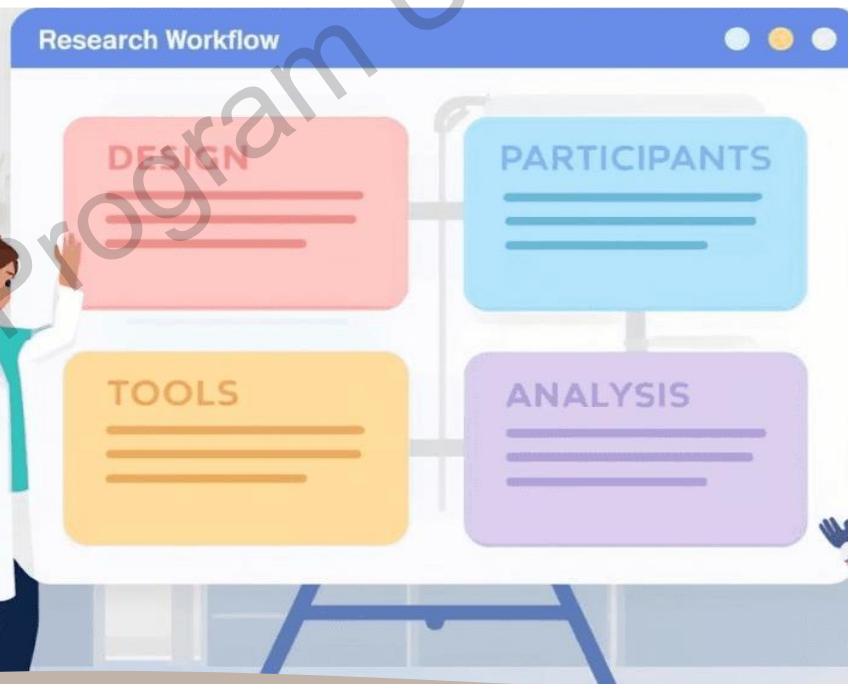 Research Workflow
DESIGN
PARTICIPANTS
TOOLS
ANALYSIS
Program